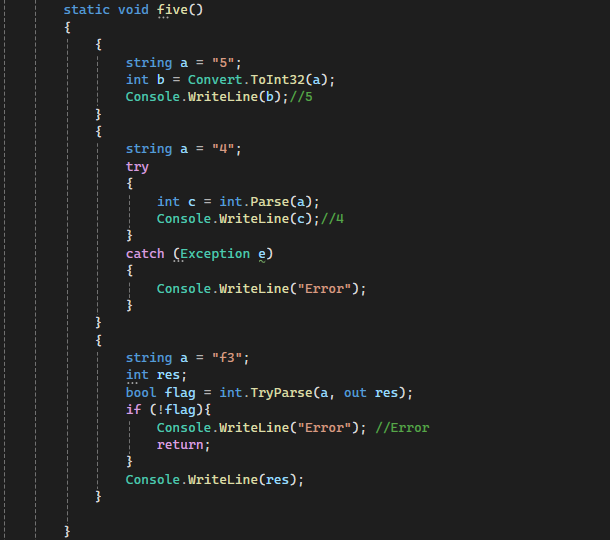 static void five()
{
{
string a = "5";
int b = Convert.ToInt32(a);
Console.WriteLine(b);//5
}
{
string a = "4";
try
{
int c = int.Parse(a);
Console.WriteLine(c);//4
}
catch (Exception e)
{
Console.WriteLine("Error");
}
}
{
string a = "f3";
int res;
bool flag = int.TryParse(a, out res);
if (!flag){
Console.WriteLine("Error"); //Error
return;
}
Console.WriteLine(res);
}
}